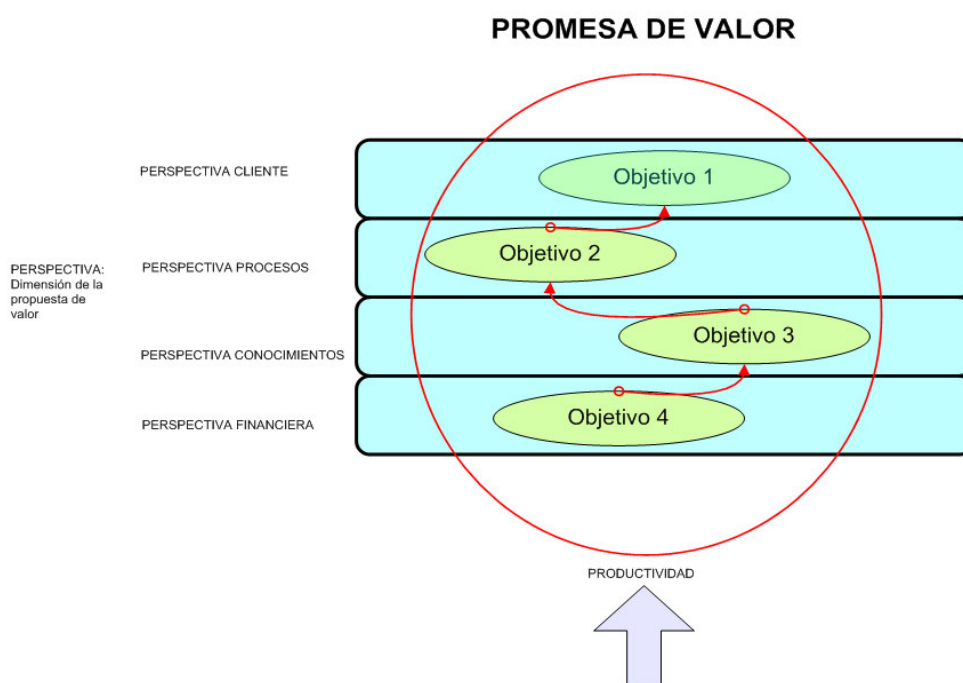 PROMESA DE VALOR
PERSPECTIVA CLIENTE
Objetivo 1
PERSPECTIVA:
Dimensión de la
propuesta de
valor
PERSPECTIVA PROCESOS
Objetivo 2
PERSPECTIVA CONOCIMIENTOS
Objetivo 3
PERSPECTIVA FINANCIERA
Objetivo 4
PRODUCTIVIDAD